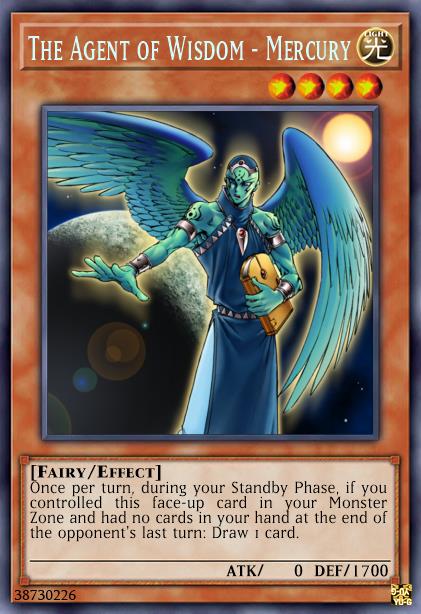 The Agent of Wisdom - Mercury
LIGHT
光
[Fairy/Effect]
Once per turn, during your Standby Phase, if you
controlled this face-up card in your Monster
Zone and had no cards in your hand at the end of
the opponent's last turn: Draw 1 card.
ATK/ 0 DEF/1700
38730226